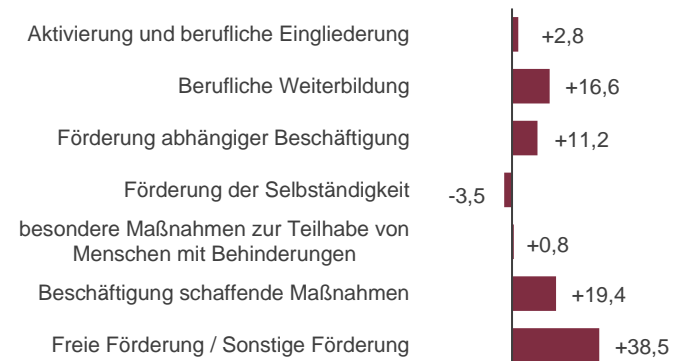 Aktivierung und berufliche Eingliederung +2,8
Berufliche Weiterbildung +16,6
Förderung abhängiger Beschäftigung +11,2
Förderung der Selbständigkeit -3,5
besondere Maßnahmen zur Teilhabe von
Menschen mit Behinderungen +0,8
Beschäftigung schaffende Maßnahmen +19,4
Freie Förderung / Sonstige Förderung +38,5